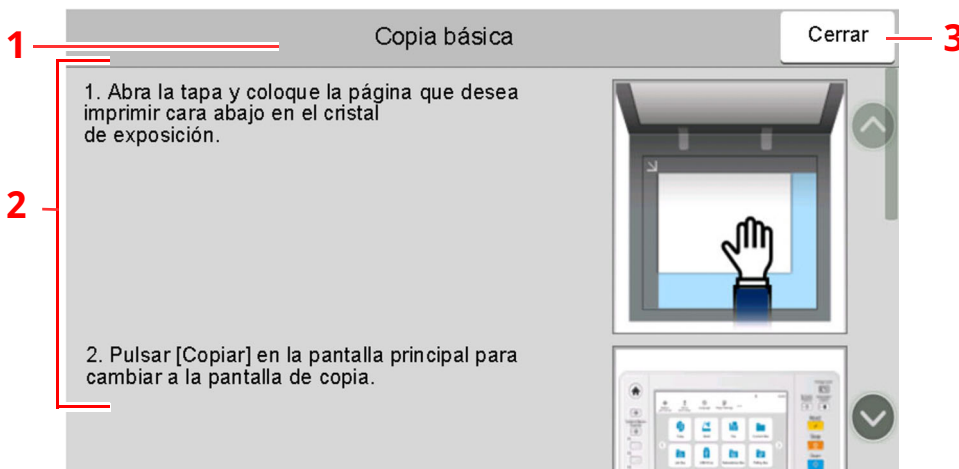 1
Copia básica
Cerrar
3
2
1. Abra la tapa y coloque la página que desea
imprimir cara abajo en el cristal
de exposición.
2. Pulsar [Copiar] en la pantalla principal para
cambiar a la pantalla de copia.